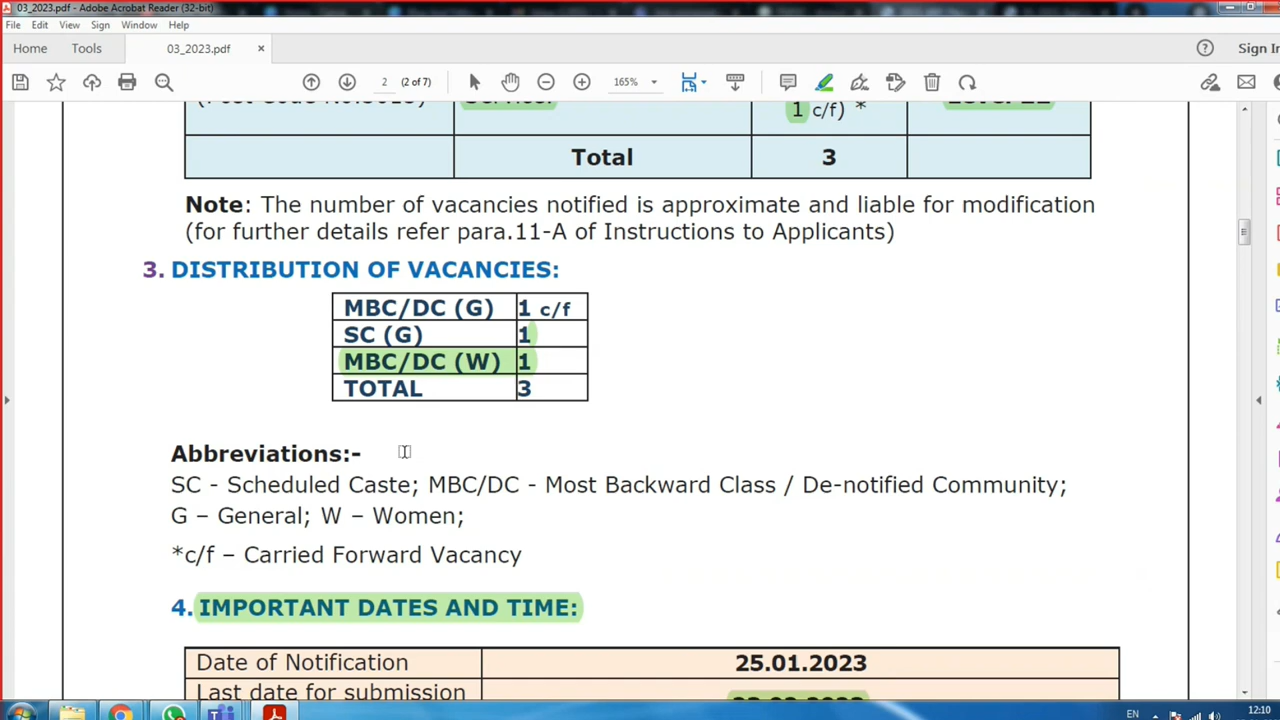 03_2023.pdf - Adobe Acrobat Reader (32-bit)
File Edit View Sign Window Help
Home Tools 03_2023.pdf × Sign In
2 (2 of 7) 165%
1 c/f) *
Total 3
Note: The number of vacancies notified is approximate and liable for modification
(for further details refer para.11-A of Instructions to Applicants)
3. DISTRIBUTION OF VACANCIES:
MBC/DC (G) 1 c/f
SC (G) 1
MBC/DC (W) 1
TOTAL 3
Abbreviations:-
SC - Scheduled Caste; MBC/DC - Most Backward Class / De-notified Community;
G – General; W – Women;
*c/f – Carried Forward Vacancy
4. IMPORTANT DATES AND TIME:
Date of Notification 25.01.2023
Last date for submission
EN 12:10